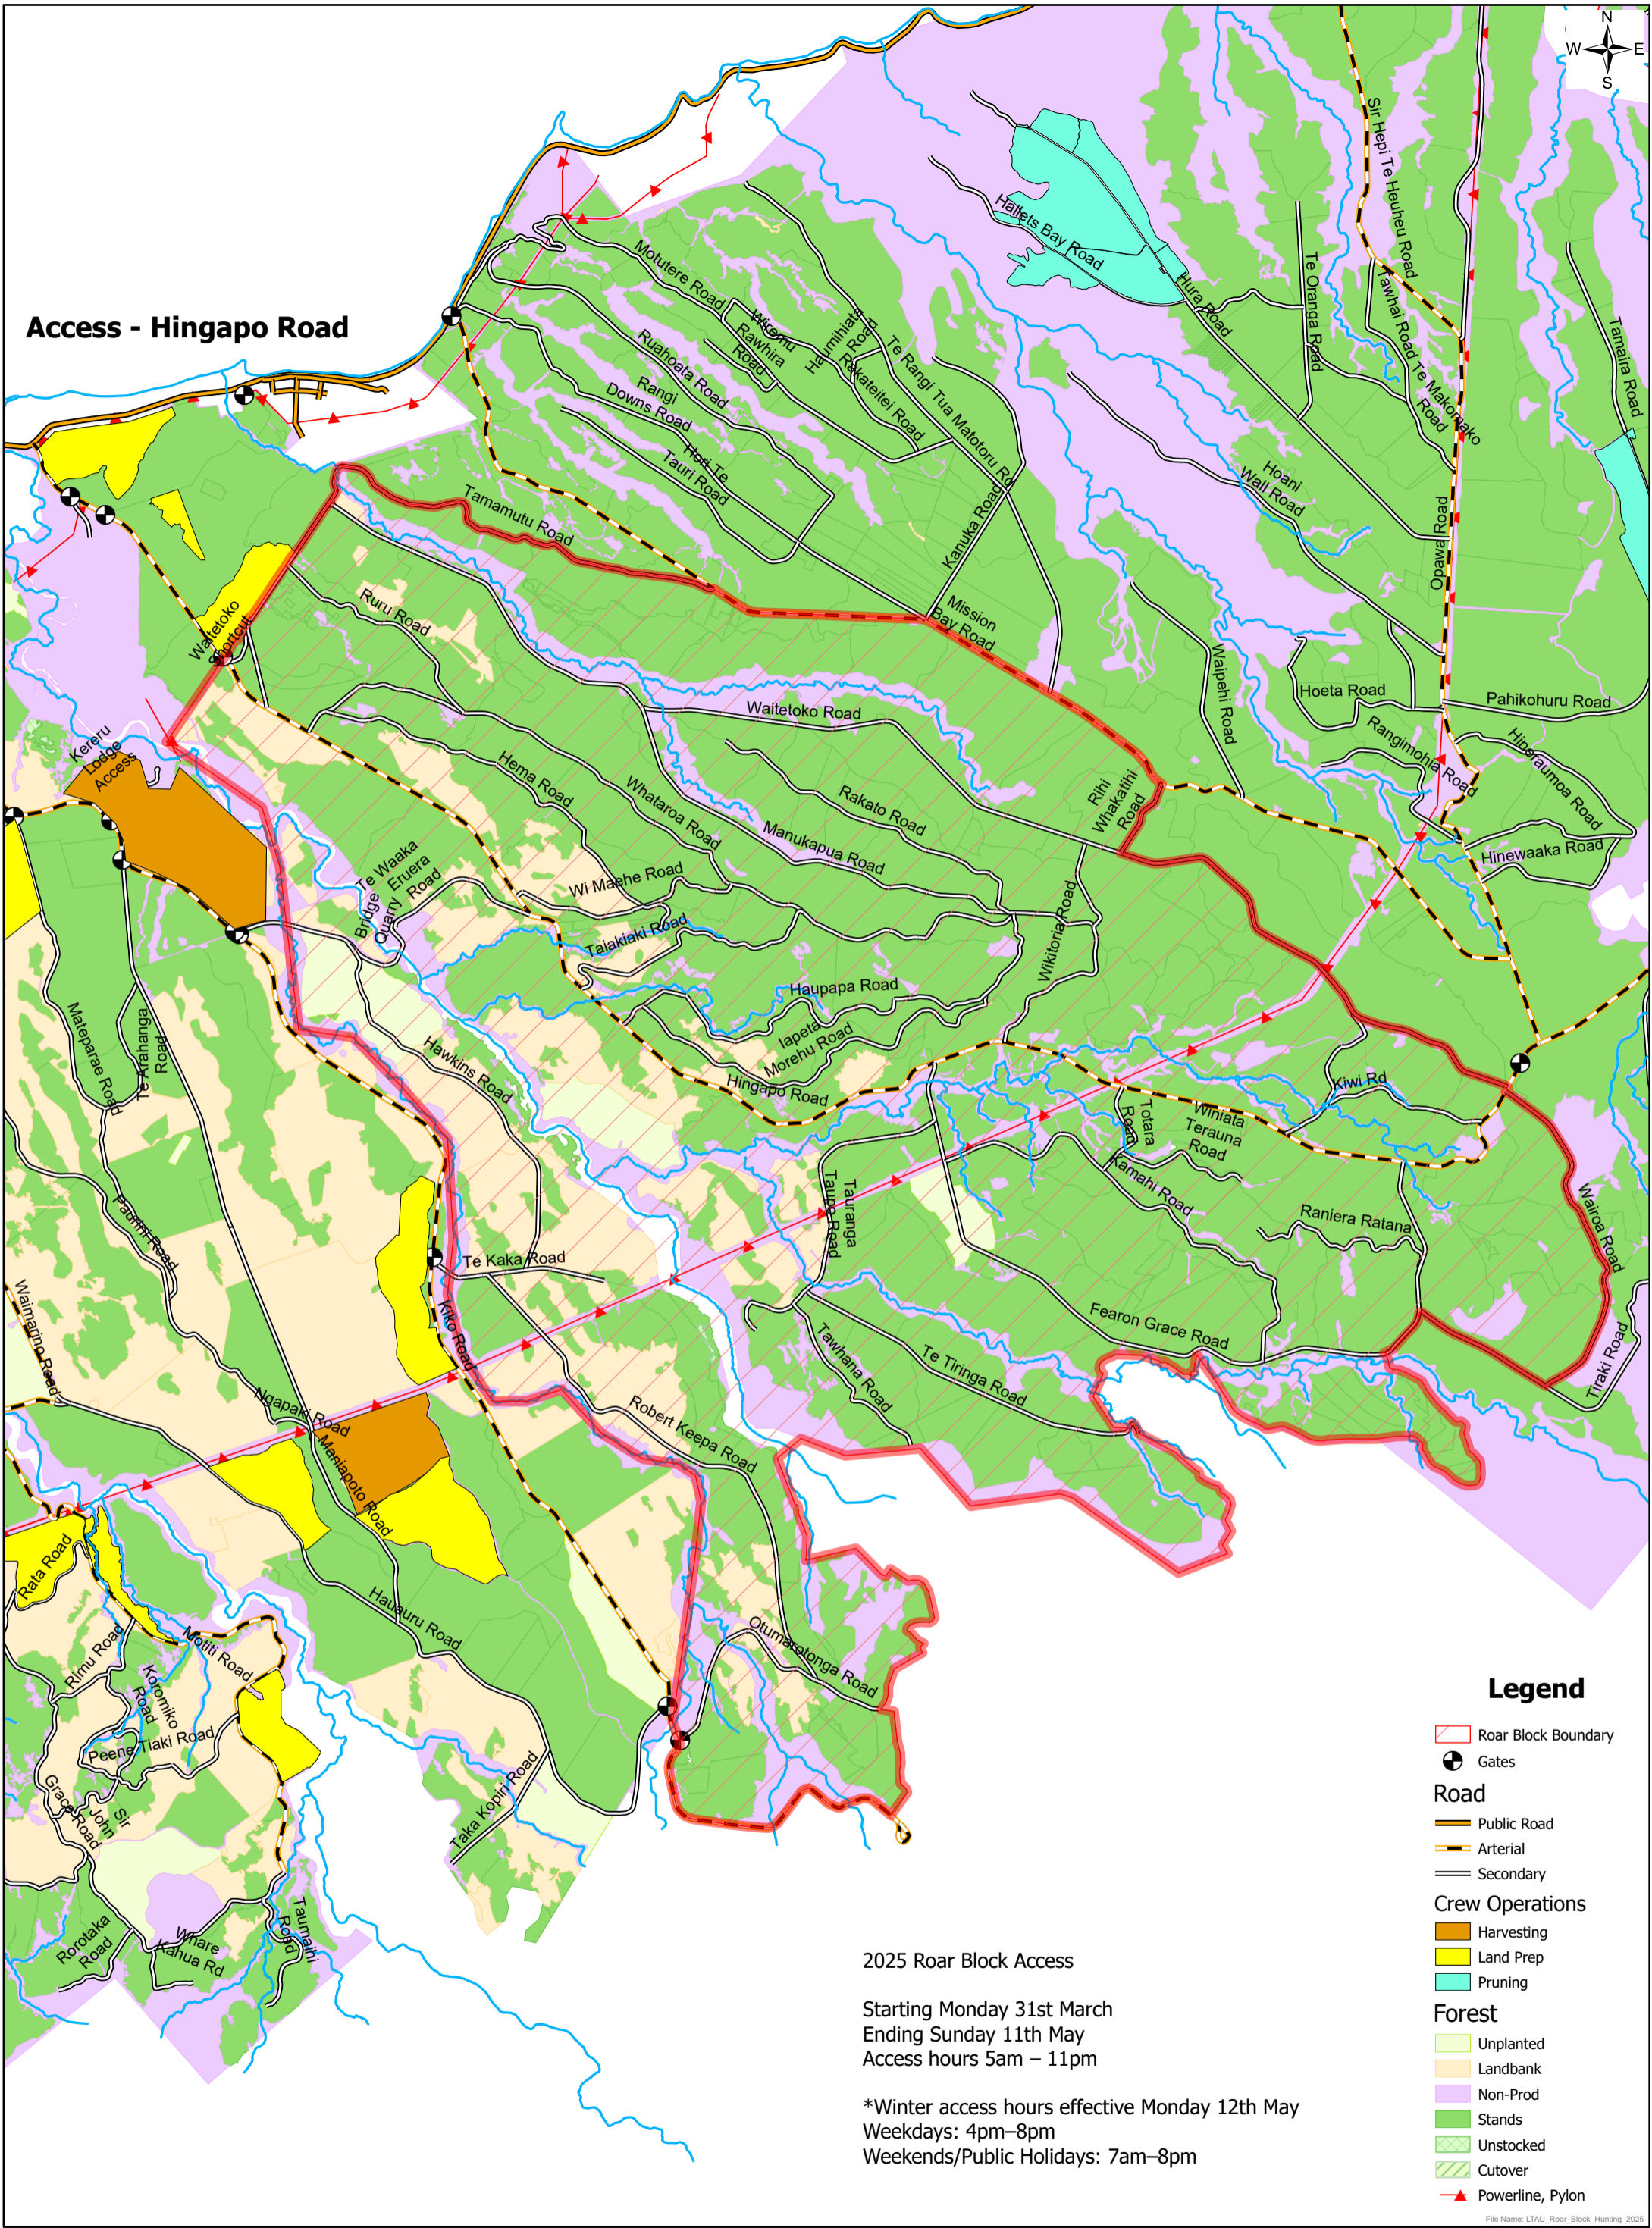 N
W
E
S
Access - Hingapo Road
Sir Hepi Te Heuheu Road
Hallets Bay Road
Hura Road
Te Oranga Road
Tawhai Road
Te Makomako
Road
Tamaira Road
Motutere Road
Wiremu
Rawhira
Road
Haumihiata
Road
Rakateitei Road
Te Rangi Tua Matotoru Rd
Ruahoata Road
Rangi
Downs Road
Hoti Te
Tauri Road
Kanuka Road
Hoani
Wall Road
Opawa Road
Tamamutu Road
Mission
Bay Road
Ruru Road
Waitetoko
Shortcut
Waipehi Road
Hoeta Road
Pahikohuru Road
Rangimohia Road
Hineraumoa Road
Hinewaaka Road
Waitetoko Road
Kereru
Lodge
Access
Hema Road
Whataroa Road
Rakato Road
Manukapua Road
Rihi
Whakatihi
Road
Te Waaka
Eruera
Road
Bridge
Quarry
Wi Maehe Road
Taiakiaki Road
Wikitoria Road
Haupapa Road
Iapeta
Morehu Road
Hingapo Road
Mateparae Road
Te Arahanga
Road
Hawkins Road
Kiwi Rd
Totara
Road
Winiata
Terauna
Road
Kamahi Road
Raniera Ratana
Wairoa Road
Tauranga
Taupo Road
Paurini Road
Te Kaka Road
Kiko Road
Waimarino Road
Fearon Grace Road
Tiraki Road
Tawhana Road
Te Tiringa Road
Ngapaki Road
Robert Keepa Road
Maniapoto Road
Rata Road
Hauauru Road
Otumarotonga Road
Rimu Road
Motiti Road
Koromiko
Road
Peene Tiaki Road
Grace Road
Sir
John
Taka Kopiri Road
Rorotaka
Road
Whare
Kahua Rd
Taumaihi
Road
2025 Roar Block Access
Starting Monday 31st March
Ending Sunday 11th May
Access hours 5am – 11pm
*Winter access hours effective Monday 12th May
Weekdays: 4pm–8pm
Weekends/Public Holidays: 7am–8pm
Legend
Roar Block Boundary
Gates
Road
Public Road
Arterial
Secondary
Crew Operations
Harvesting
Land Prep
Pruning
Forest
Unplanted
Landbank
Non-Prod
Stands
Unstocked
Cutover
Powerline, Pylon
File Name: LTAU_Roar_Block_Hunting_2025